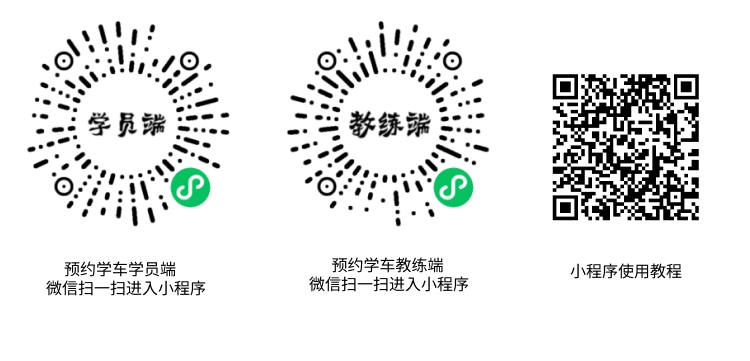 学员端
教练端
预约学车学员端
微信扫一扫进入小程序
预约学车教练端
微信扫一扫进入小程序
小程序使用教程